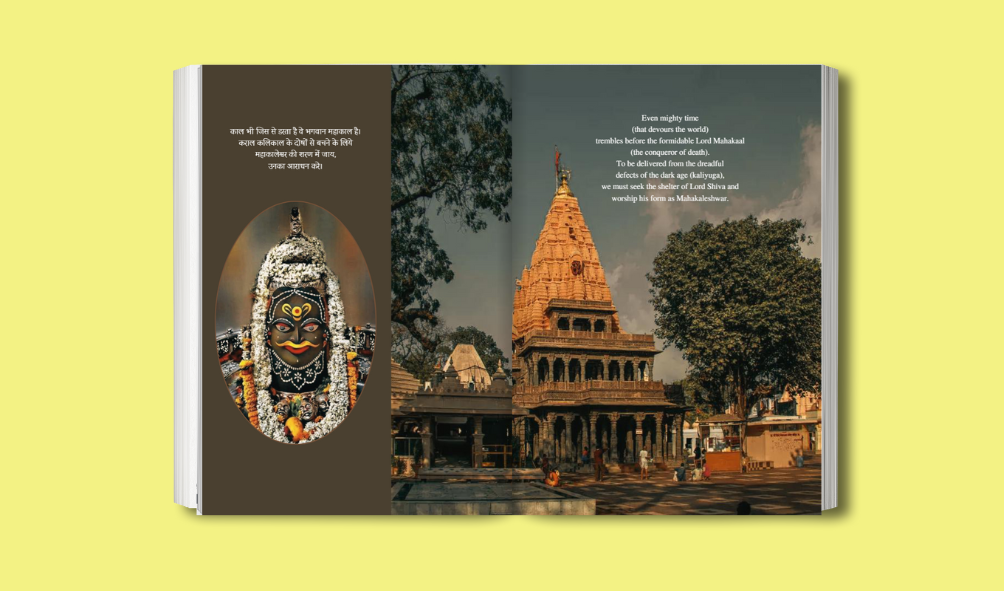 काल भी जिस से डरता है वे भगवान महाकाल है।
कराल कलिकाल के दोषों से बचने के लिये
महाकालेश्वर की शरण में जाय,
उनका आराधन करे।
Even mighty time
(that devours the world)
trembles before the formidable Lord Mahakaal
(the conqueror of death).
To be delivered from the dreadful
defects of the dark age (kaliyuga),
we must seek the shelter of Lord Shiva and
worship his form as Mahakaleshwar.